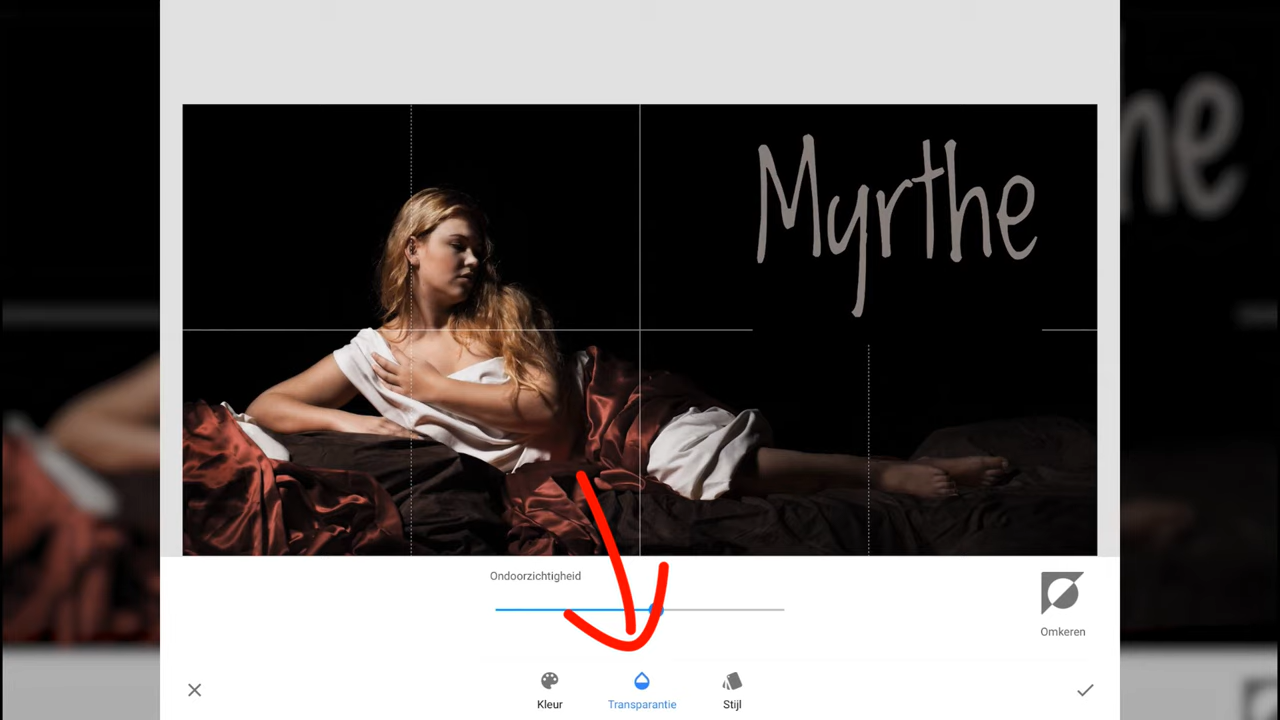 Myrthe
Ondoorzichtigheid
Omkeren
Kleur
Transparantie
Stijl